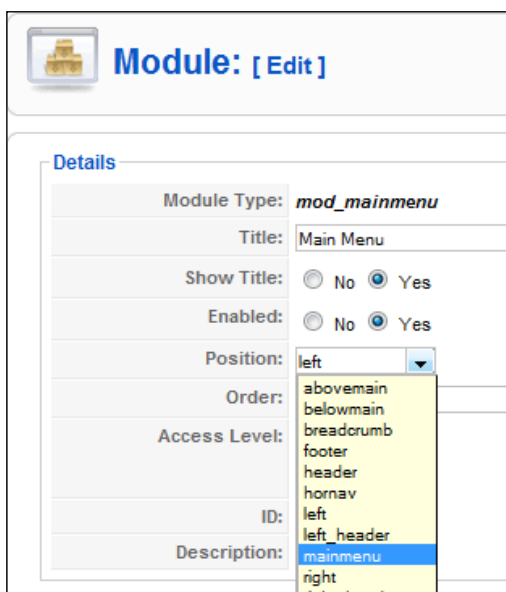 Module: [ Edit ]
Details
Module Type: mod_mainmenu
Title: Main Menu
Show Title: No Yes
Enabled: No Yes
Position: left
Order:
Access Level:
ID:
Description:
abovemain
belowmain
breadcrumb
footer
header
hornav
left
left_header
mainmenu
right